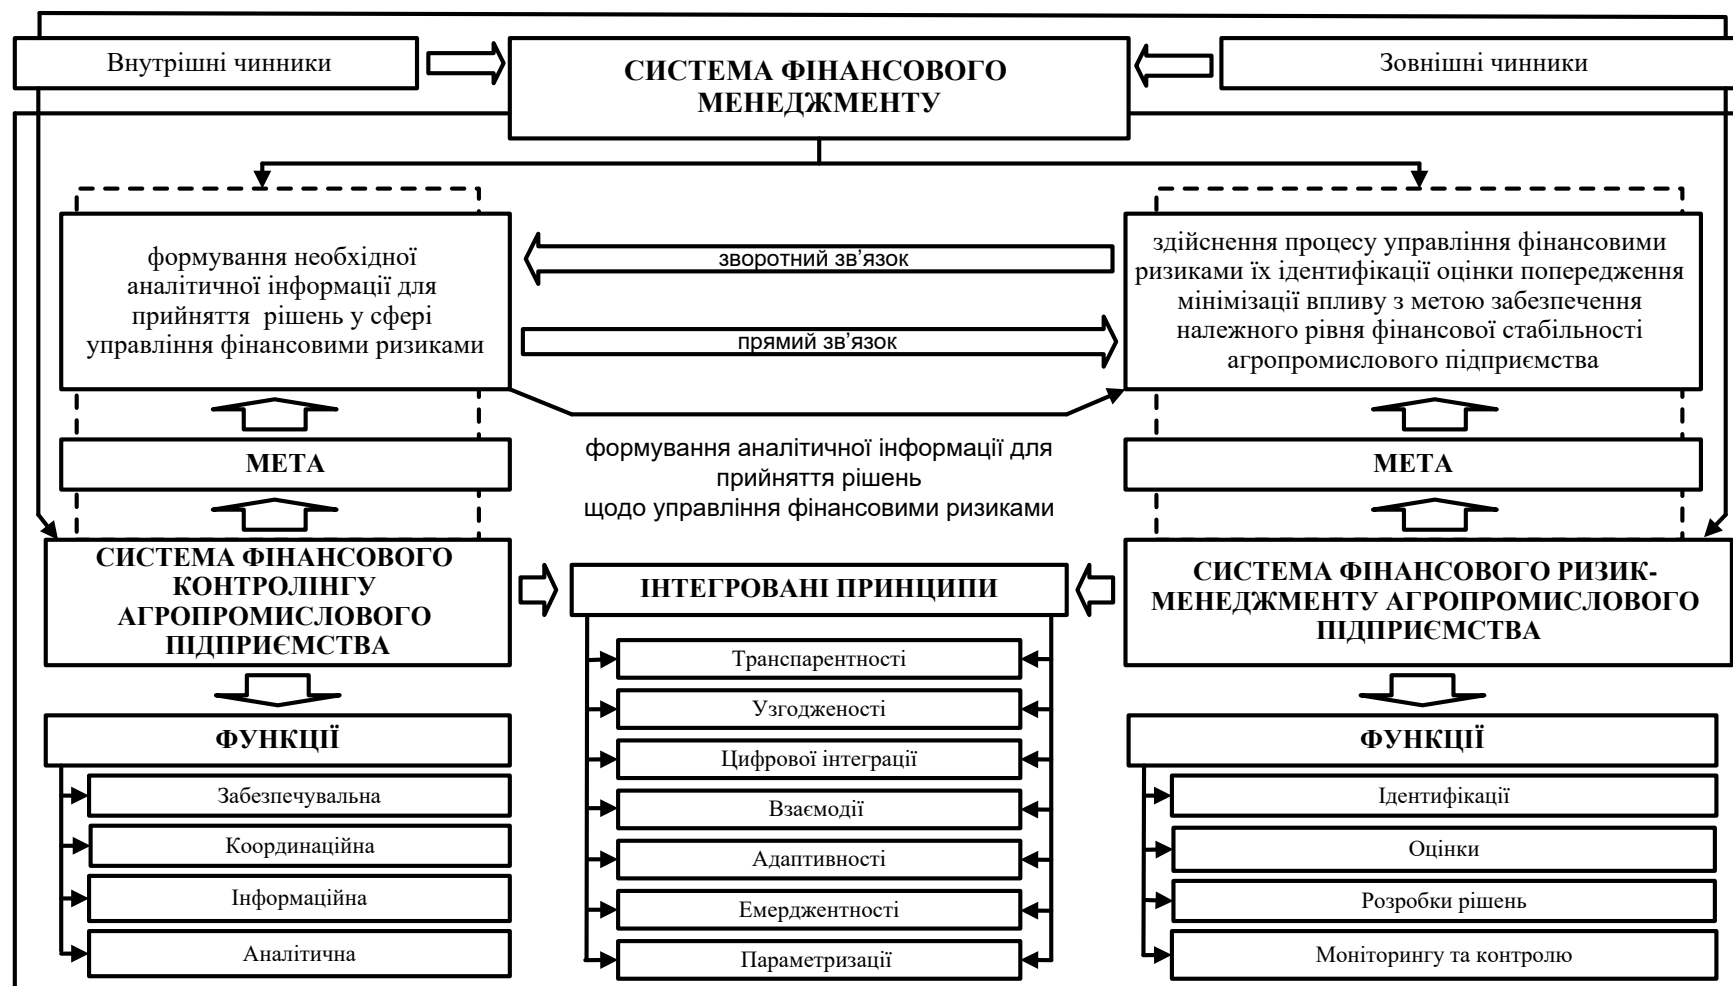 Внутрішні чинники
СИСТЕМА ФІНАНСОВОГО
МЕНЕДЖМЕНТУ
Зовнішні чинники
формування необхідної
аналітичної інформації для
прийняття рішень у сфері
управління фінансовими ризиками
зворотний зв’язок
прямий зв’язок
здійснення процесу управління фінансовими
ризиками їх ідентифікації оцінки попередження
мінімізації впливу з метою забезпечення
належного рівня фінансової стабільності
агропромислового підприємства
МЕТА
формування аналітичної інформації для
прийняття рішень
щодо управління фінансовими ризиками
МЕТА
СИСТЕМА ФІНАНСОВОГО
КОНТРОЛІНГУ
АГРОПРОМИСЛОВОГО
ПІДПРИЄМСТВА
ІНТЕГРОВАНІ ПРИНЦИПИ
СИСТЕМА ФІНАНСОВОГО РИЗИК-
МЕНЕДЖМЕНТУ АГРОПРОМИСЛОВОГО
ПІДПРИЄМСТВА
ФУНКЦІЇ
Забезпечувальна
Координаційна
Інформаційна
Аналітична
Транспарентності
Узгодженості
Цифрової інтеграції
Взаємодії
Адаптивності
Емерджентності
Параметризації
ФУНКЦІЇ
Ідентифікації
Оцінки
Розробки рішень
Моніторингу та контролю